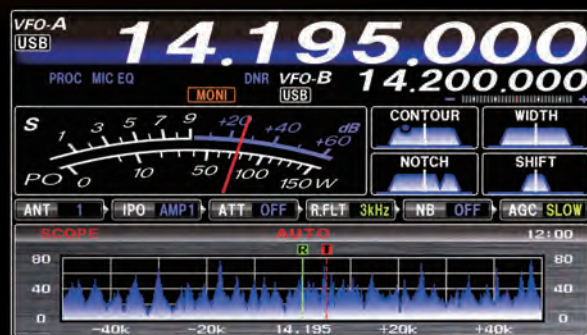 VFO-A 14.195.000
USB
PROC MIC EQ DNR VFO-B 14.200.000
MONI USB − +
S 1 3 5 7 9 +20 +40 +60 dB
PO 0 10 50 100 150 W
CONTOUR WIDTH
NOTCH SHIFT
ANT 1 IPO AMP1 ATT OFF R.FLT 3kHz NB OFF AGC SLOW
SCOPE AUTO 12:00
R T
80 80
40 40
0 0
-40k -20k 14.195 +20k +40k